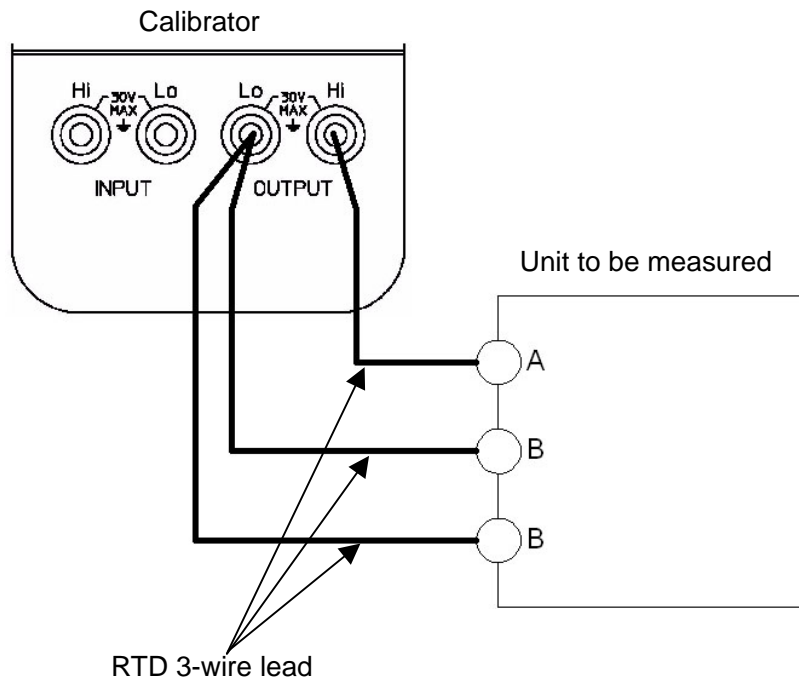 Calibrator
Hi 30V MAX Lo
Lo 30V MAX Hi
INPUT
OUTPUT
Unit to be measured
A
B
B
RTD 3-wire lead